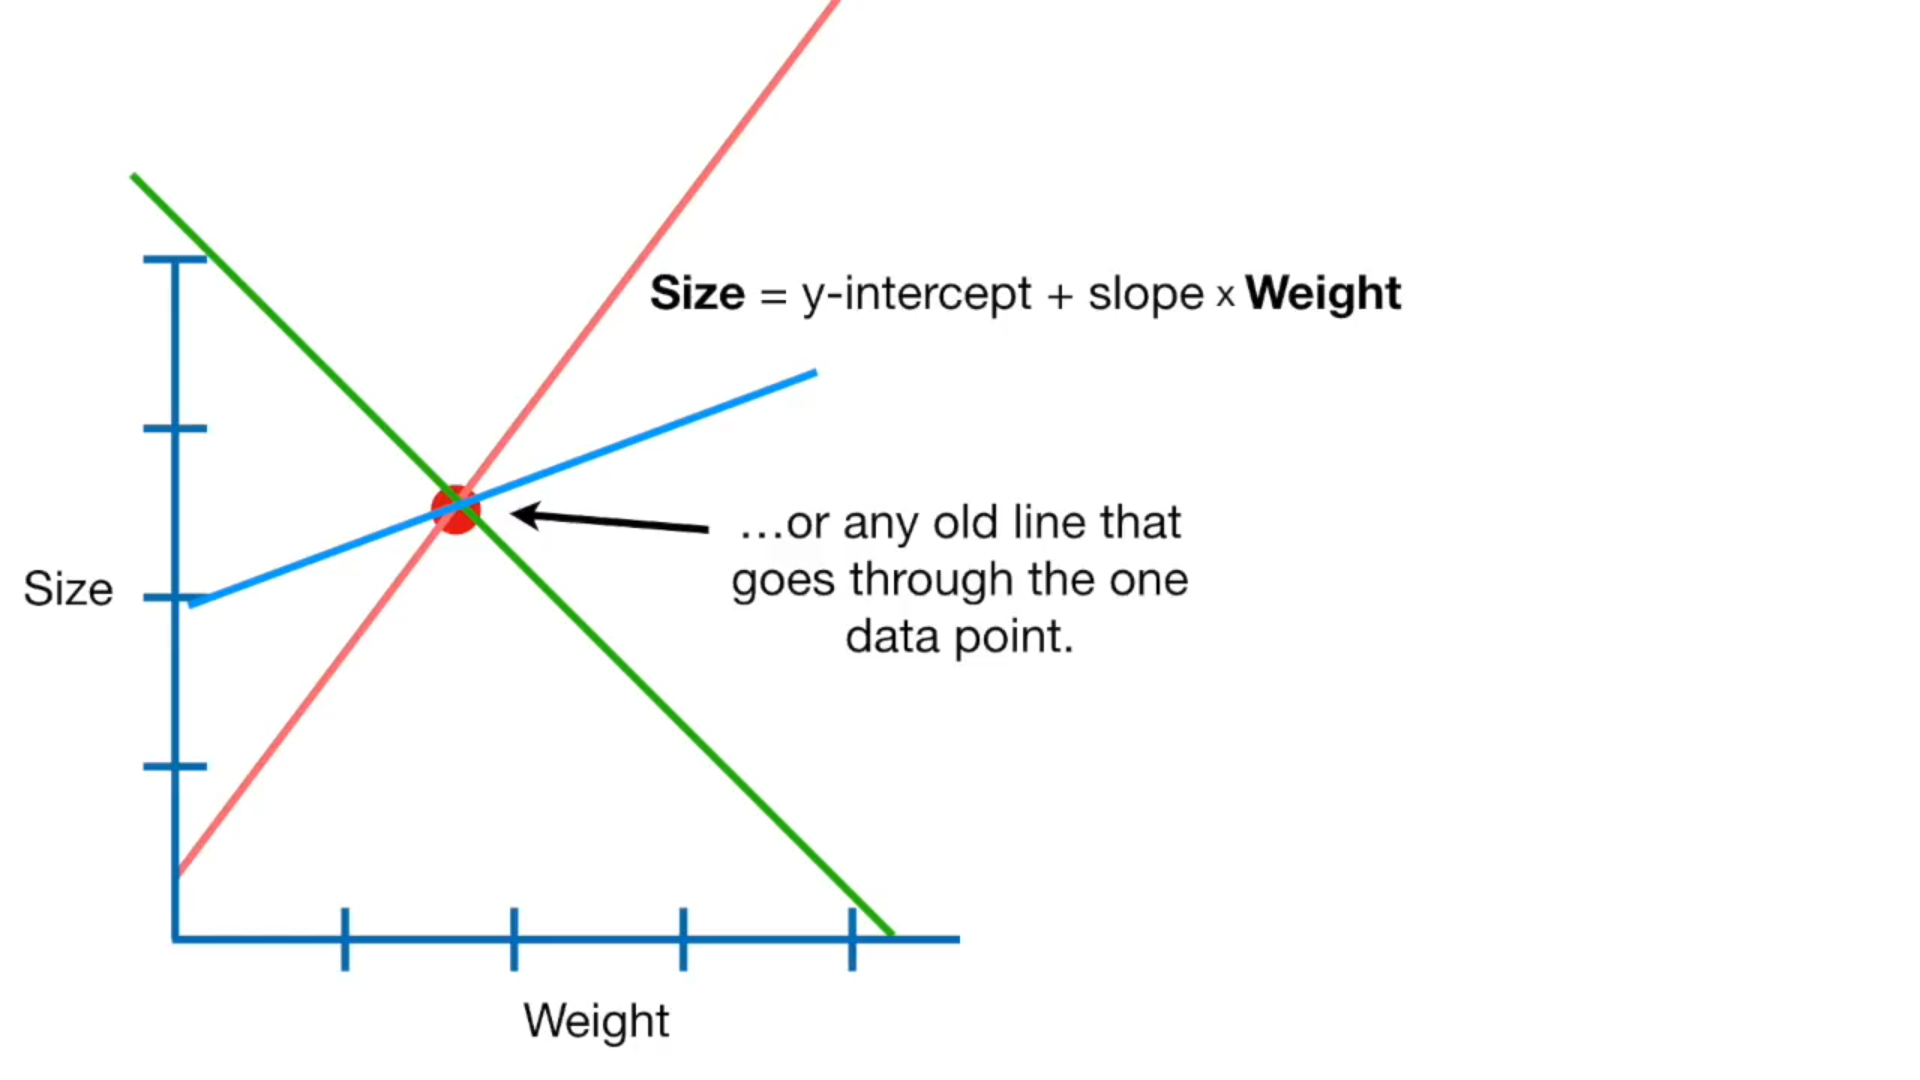 Size = y-intercept + slope x Weight
…or any old line that
goes through the one
data point.
Size
Weight